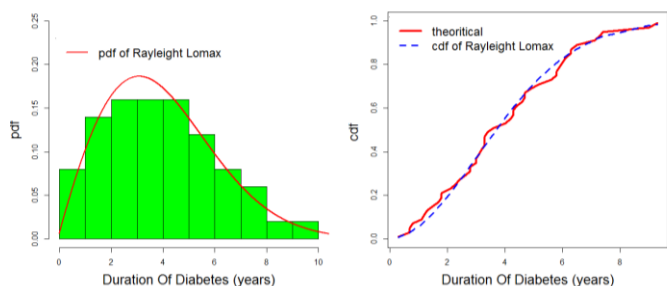 0.25
0.20
0.15
0.10
0.05
0.00
pdf
pdf of Rayleight Lomax
0 2 4 6 8 10
Duration Of Diabetes (years)
1.0
0.8
0.6
0.4
0.2
0.0
cdf
theoritical
cdf of Rayleight Lomax
0 2 4 6 8
Duration Of Diabetes (years)